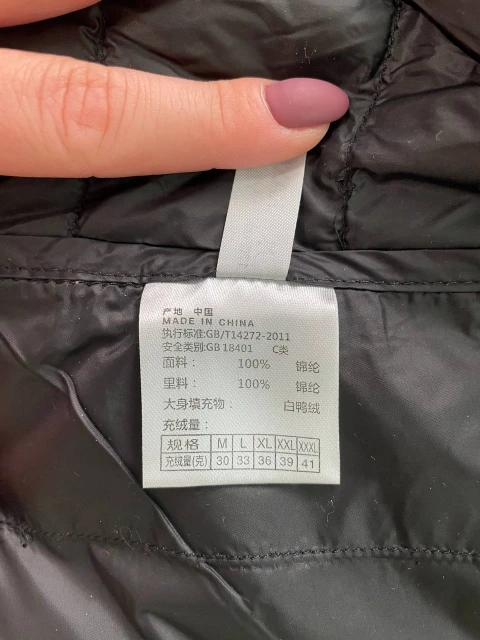 产地 中国
MADE IN CHINA
执行标准:GB/T14272-2011
安全类别:GB 18401 C类
面料： 100% 锦纶
里料： 100% 锦纶
大身填充物： 白鸭绒
充绒量：
规格 M L XL XXL XXXL
充绒量(克) 30 33 36 39 41